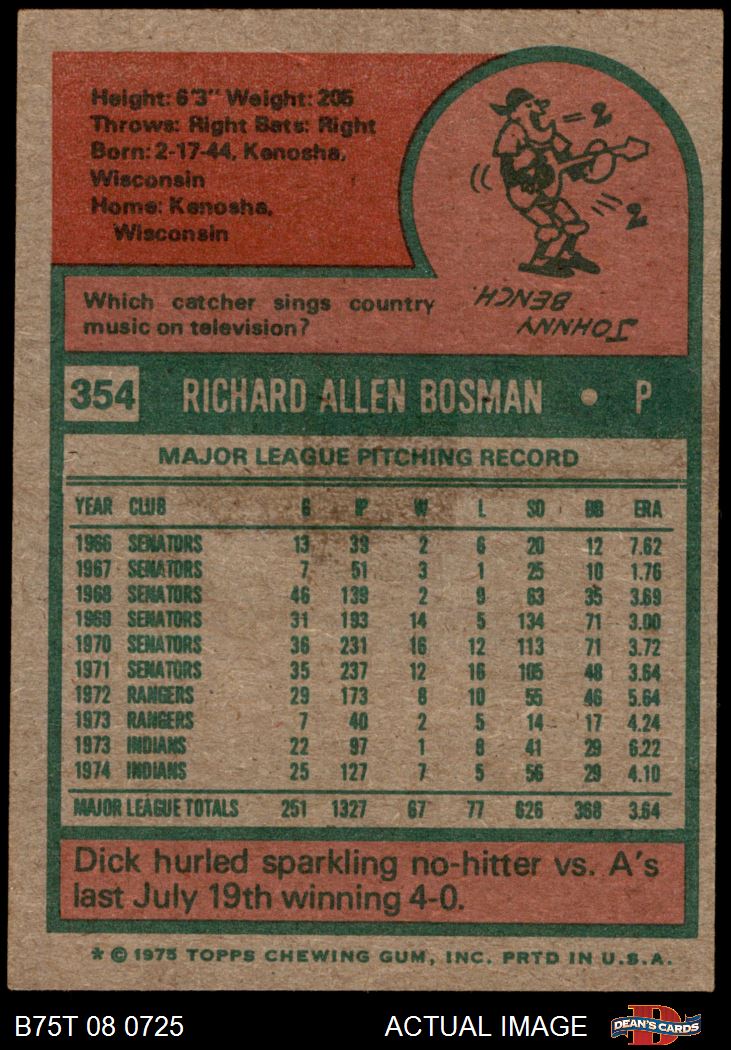 Height: 6'3" Weight: 205
Throws: Right Bats: Right
Born: 2-17-44, Kenosha,
Wisconsin
Home: Kenosha,
Wisconsin
=2
2
JOHNNY
BENCH.
Which catcher sings country
music on television?
354 RICHARD ALLEN BOSMAN • P
MAJOR LEAGUE PITCHING RECORD
YEAR CLUB G IP W L SO BB ERA
1966 SENATORS 13 39 2 6 20 12 7.62
1967 SENATORS 7 51 3 1 25 10 1.76
1968 SENATORS 46 139 2 9 63 35 3.69
1969 SENATORS 31 193 14 5 134 71 3.00
1970 SENATORS 36 231 16 12 113 71 3.72
1971 SENATORS 35 237 12 16 105 48 3.64
1972 RANGERS 29 173 8 10 55 46 5.64
1973 RANGERS 7 40 2 5 14 17 4.24
1973 INDIANS 22 97 1 8 41 29 6.22
1974 INDIANS 25 127 7 5 56 29 4.10
MAJOR LEAGUE TOTALS 251 1327 67 77 626 368 3.64
Dick hurled sparkling no-hitter vs. A's
last July 19th winning 4-0.
* © 1975 TOPPS CHEWING GUM, INC. PRTD IN U.S.A.
B75T 08 0725 ACTUAL IMAGE D DEAN'S CARDS